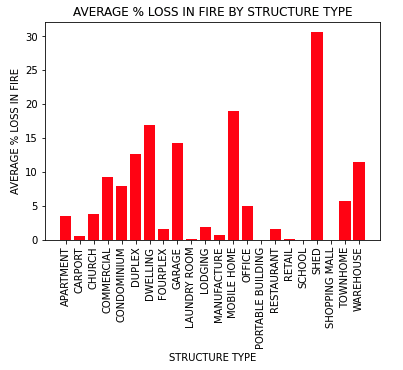 AVERAGE % LOSS IN FIRE BY STRUCTURE TYPE
AVERAGE % LOSS IN FIRE
30
25
20
15
10
5
0
APARTMENT
CARPORT
CHURCH
COMMERCIAL
CONDOMINIUM
DUPLEX
DWELLING
FOURPLEX
GARAGE
LAUNDRY ROOM
LODGING
MANUFACTURE
MOBILE HOME
OFFICE
PORTABLE BUILDING
RESTAURANT
RETAIL
SCHOOL
SHED
SHOPPING MALL
TOWNHOME
WAREHOUSE
STRUCTURE TYPE